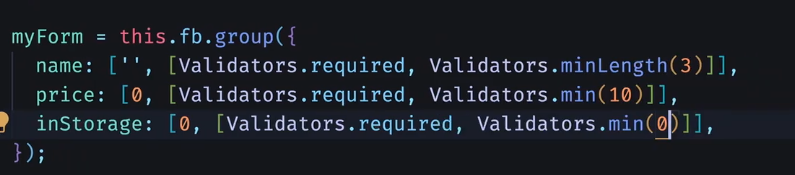 myForm = this.fb.group({
name: ['', [Validators.required, Validators.minLength(3)]],
price: [0, [Validators.required, Validators.min(10)]],
inStorage: [0, [Validators.required, Validators.min(0)]],
});